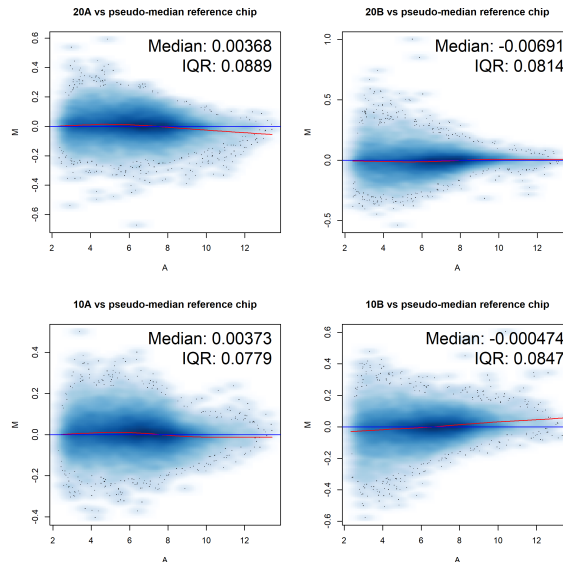 20A vs pseudo-median reference chip
Median: 0.00368
IQR: 0.0889
M
0.6
0.4
0.2
0.0
-0.2
-0.4
-0.6
2 4 6 8 10 12
A
20B vs pseudo-median reference chip
Median: -0.00691
IQR: 0.0814
M
1.0
0.5
0.0
-0.5
2 4 6 8 10 12
A
10A vs pseudo-median reference chip
Median: 0.00373
IQR: 0.0779
M
0.4
0.2
0.0
-0.2
-0.4
2 4 6 8 10 12
A
10B vs pseudo-median reference chip
Median: -0.000474
IQR: 0.0847
M
0.6
0.4
0.2
0.0
-0.2
-0.4
-0.6
2 4 6 8 10 12
A